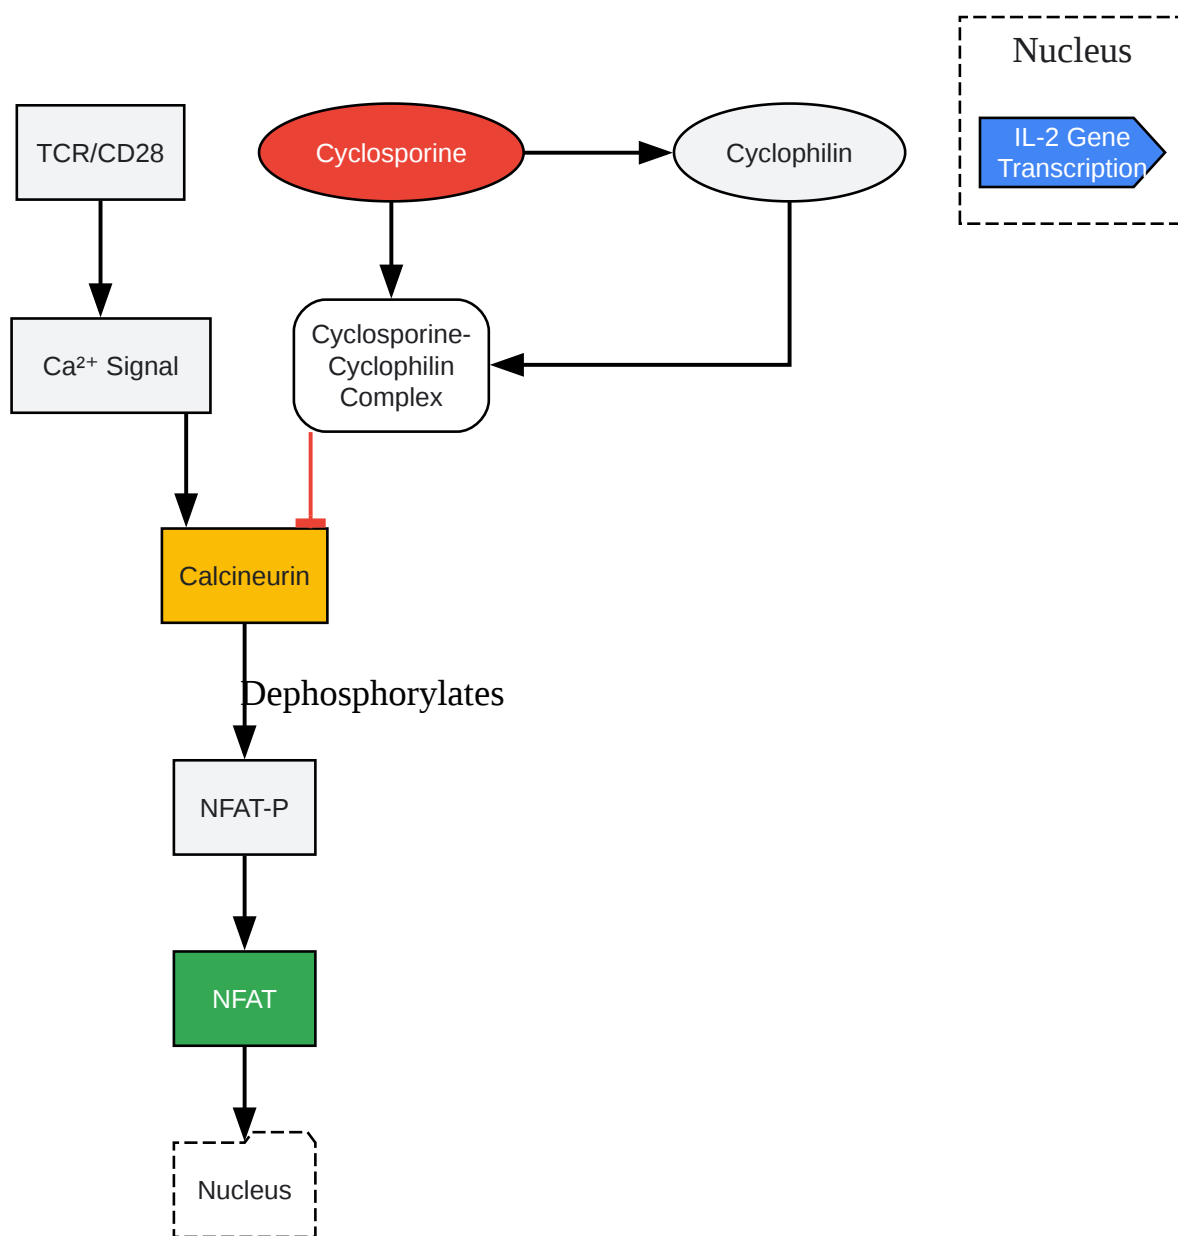 Nucleus
IL-2 Gene
Transcription
TCR/CD28
Cyclosporine
Cyclophilin
Ca²⁺ Signal
Cyclosporine-
Cyclophilin
Complex
Calcineurin
Dephosphorylates
NFAT-P
NFAT
Nucleus